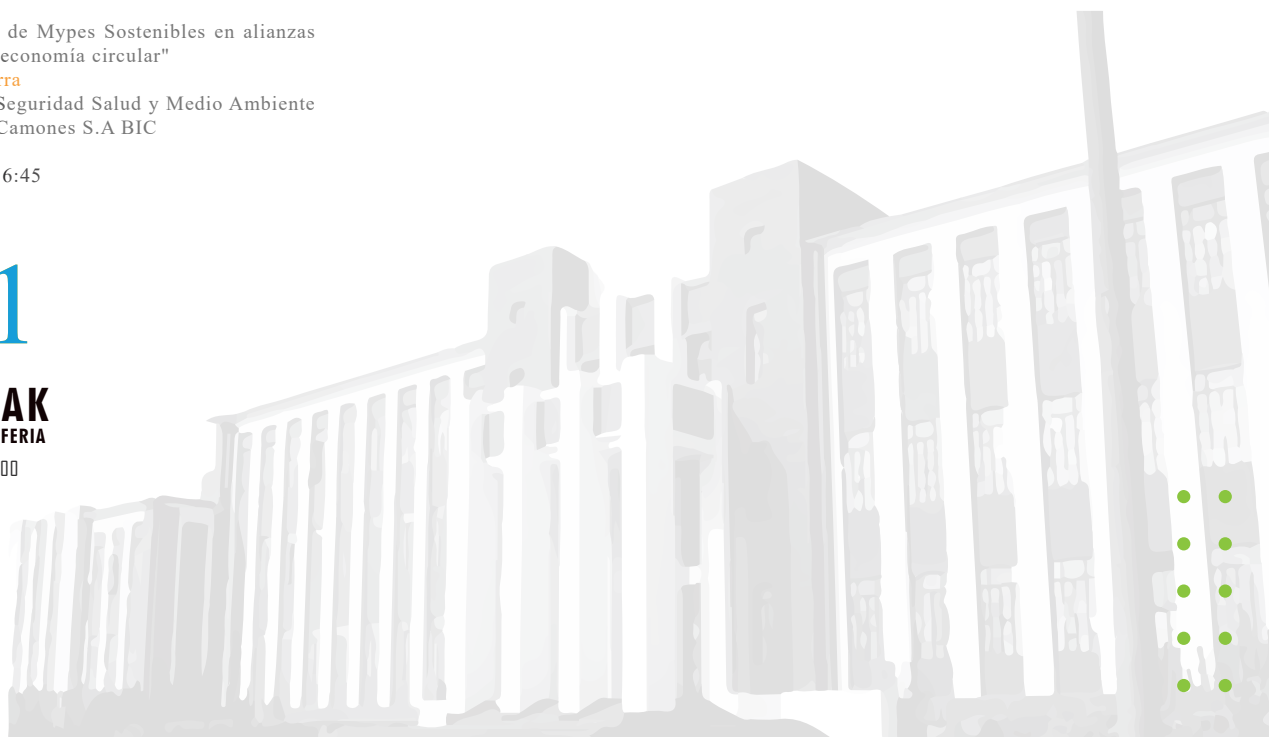 de Mypes Sostenibles en alianzas
economía circular"
rra
Seguridad Salud y Medio Ambiente
Camones S.A BIC
6:45
1
AK
FERIA